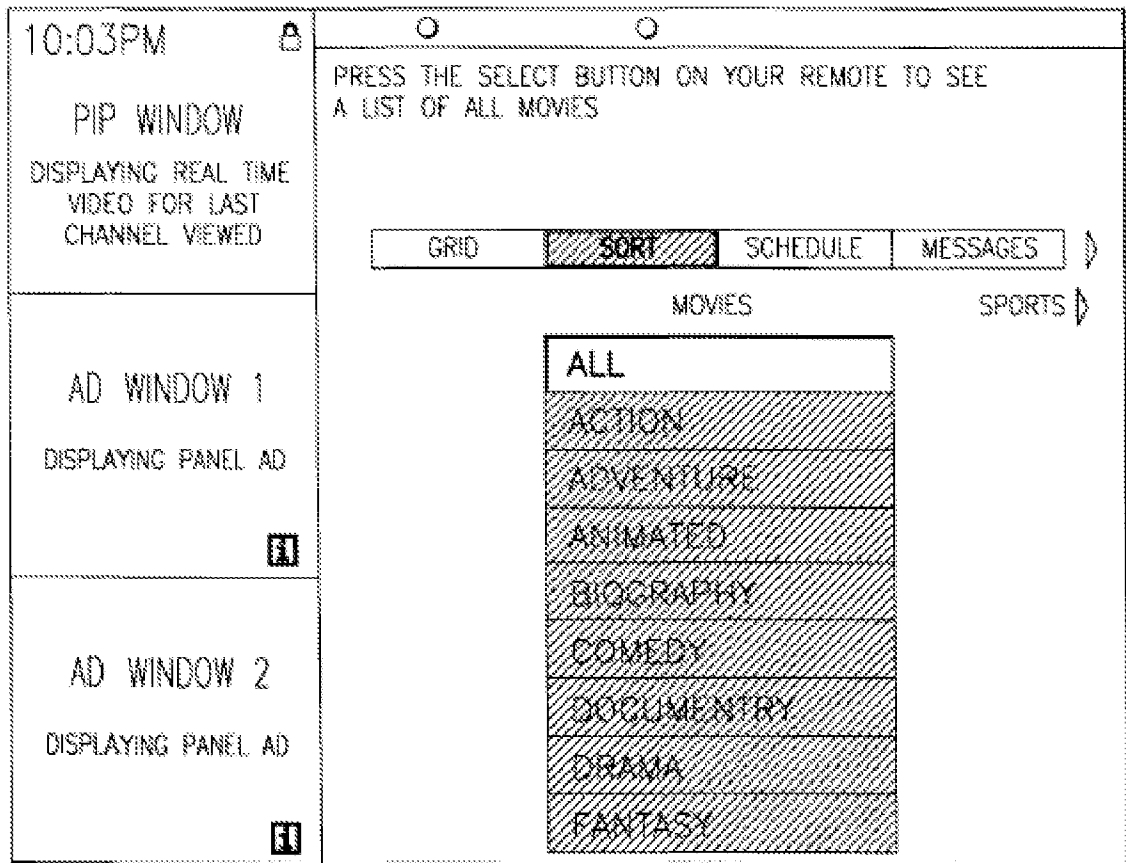 10:03PM
PIP WINDOW
DISPLAYING REAL TIME
VIDEO FOR LAST
CHANNEL VIEWED
AD WINDOW 1
DISPLAYING PANEL AD
i
AD WINDOW 2
DISPLAYING PANEL AD
i
PRESS THE SELECT BUTTON ON YOUR REMOTE TO SEE
A LIST OF ALL MOVIES
GRID SORT SCHEDULE MESSAGES
MOVIES SPORTS
ALL
ACTION
ADVENTURE
ANIMATED
BIOGRAPHY
COMEDY
DOCUMENTRY
DRAMA
FANTASY